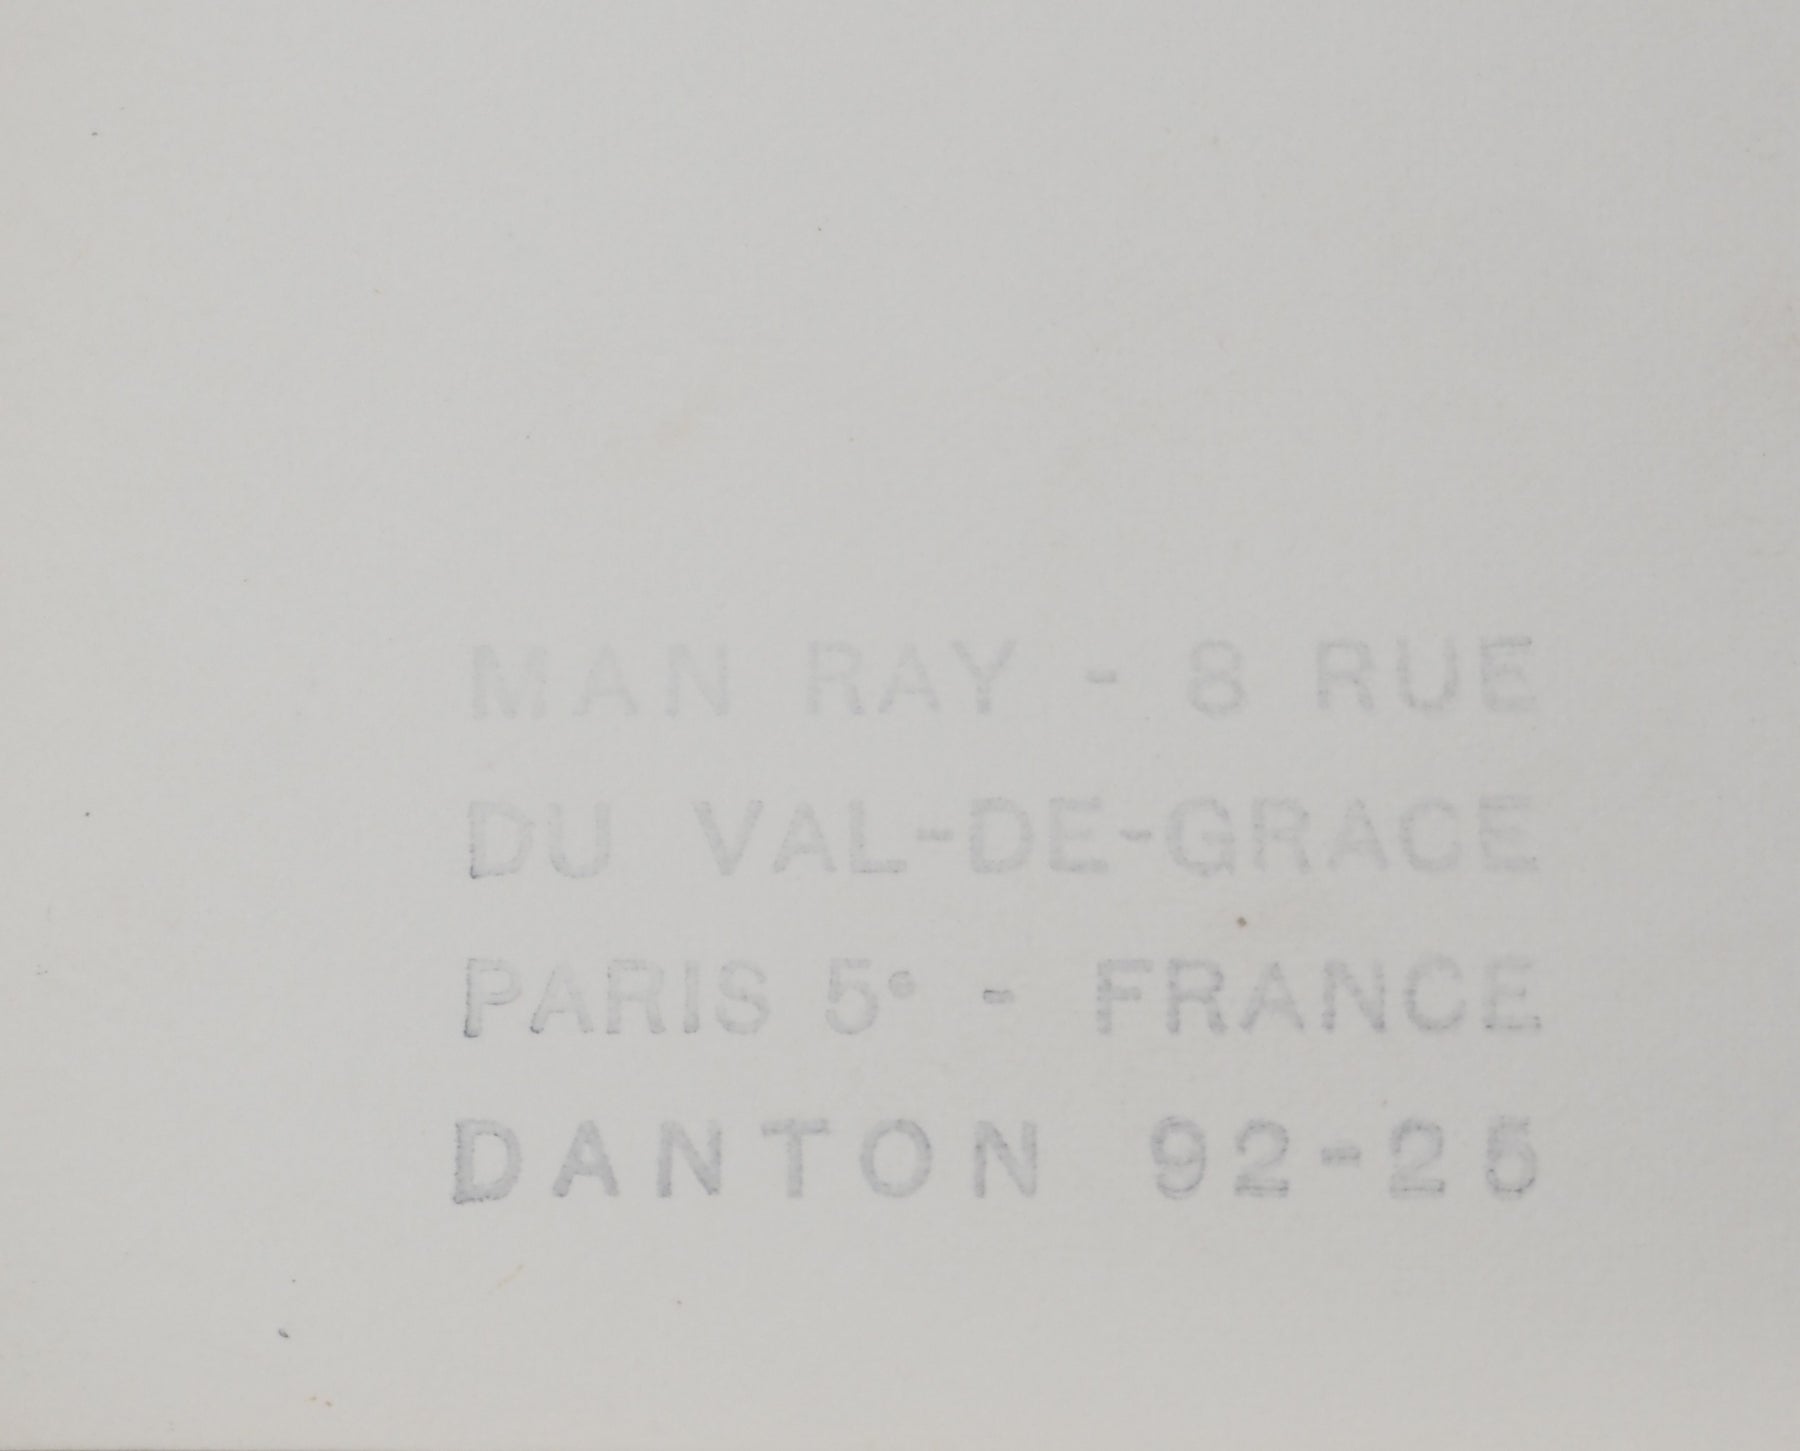 MAN RAY - 8 RUE
DU VAL-DE-GRACE
PARIS 5e - FRANCE
DANTON 92-25